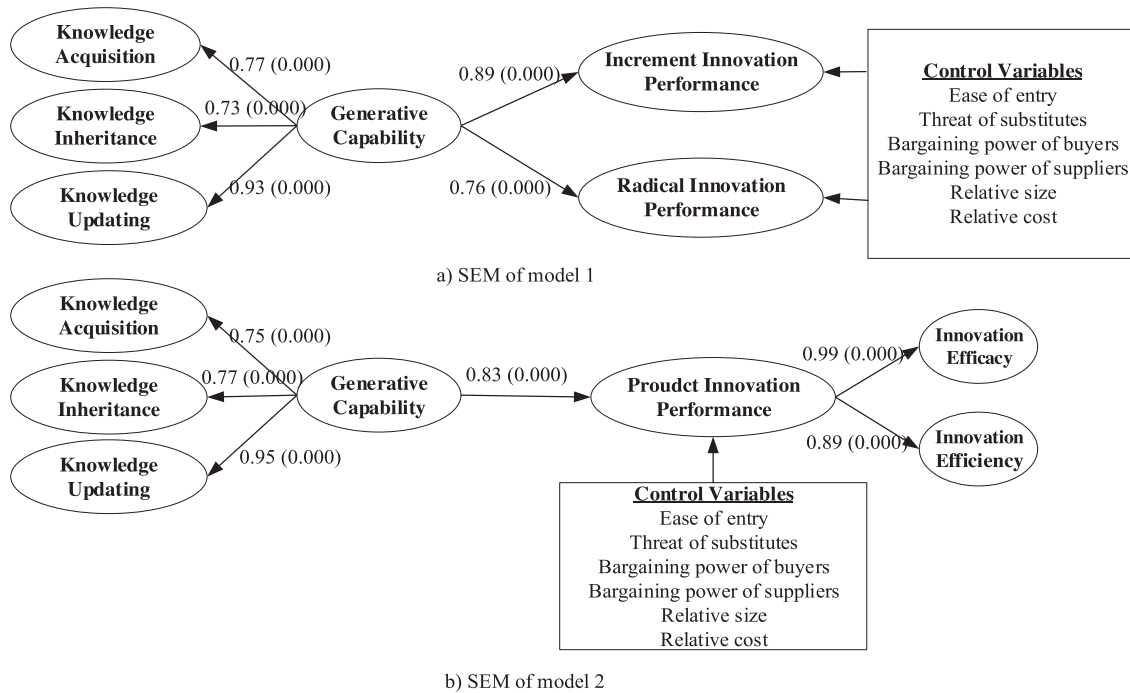 Knowledge
Acquisition
0.77 (0.000)
Knowledge
Inheritance
0.73 (0.000)
Knowledge
Updating
0.93 (0.000)
Generative
Capability
0.89 (0.000)
Increment Innovation
Performance
0.76 (0.000)
Radical Innovation
Performance
Control Variables
Ease of entry
Threat of substitutes
Bargaining power of buyers
Bargaining power of suppliers
Relative size
Relative cost
a) SEM of model 1
Knowledge
Acquisition
0.75 (0.000)
Knowledge
Inheritance
0.77 (0.000)
Knowledge
Updating
0.95 (0.000)
Generative
Capability
0.83 (0.000)
Proudct Innovation
Performance
0.99 (0.000)
Innovation
Efficacy
0.89 (0.000)
Innovation
Efficiency
Control Variables
Ease of entry
Threat of substitutes
Bargaining power of buyers
Bargaining power of suppliers
Relative size
Relative cost
b) SEM of model 2